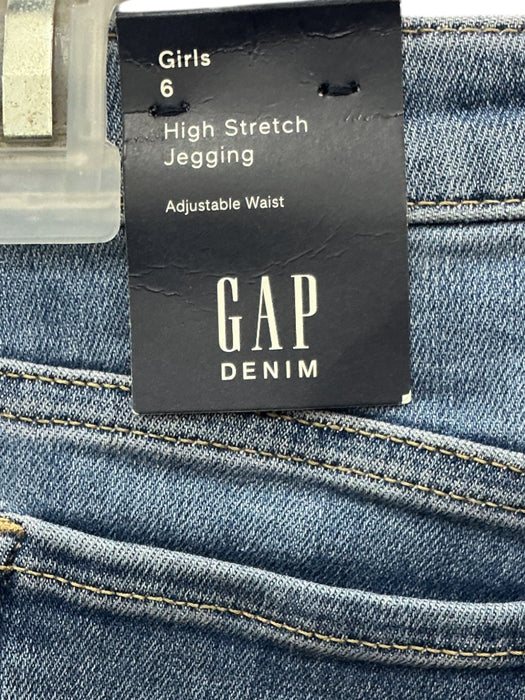 Girls
6
High Stretch
Jegging
Adjustable Waist
GAP
DENIM